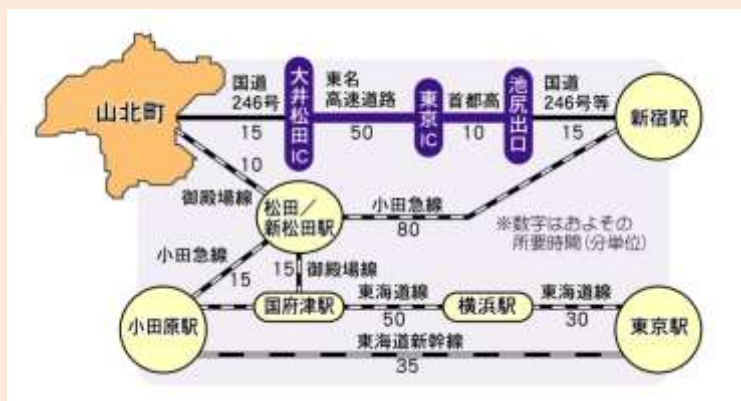 山北町
国道
246号
15
大井松田IC
東名
高速道路
50
東京IC
首都高
10
池尻出口
国道
246号等
15
新宿駅
10
御殿場線
松田／
新松田駅
小田急線
80
※数字はおよその
所要時間(分単位)
小田急線
15
15
御殿場線
小田原駅
国府津駅
東海道線
50
横浜駅
東海道線
30
東京駅
東海道新幹線
35